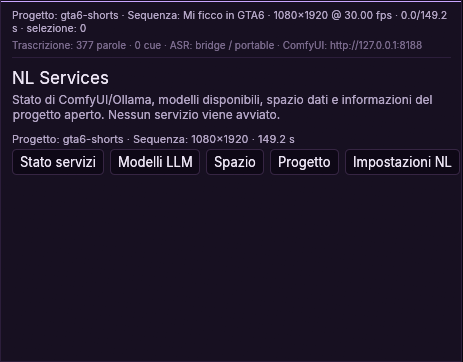 Progetto: gta6-shorts · Sequenza: Mi ficco in GTA6 · 1080×1920 @ 30.00 fps · 0.0/149.2
s · selezione: 0
Trascrizione: 377 parole · 0 cue · ASR: bridge / portable · ComfyUI: http://127.0.0.1:8188
NL Services
Stato di ComfyUI/Ollama, modelli disponibili, spazio dati e informazioni del
progetto aperto. Nessun servizio viene avviato.
Progetto: gta6-shorts · Sequenza: 1080×1920 · 149.2 s
Stato servizi Modelli LLM Spazio Progetto Impostazioni NL